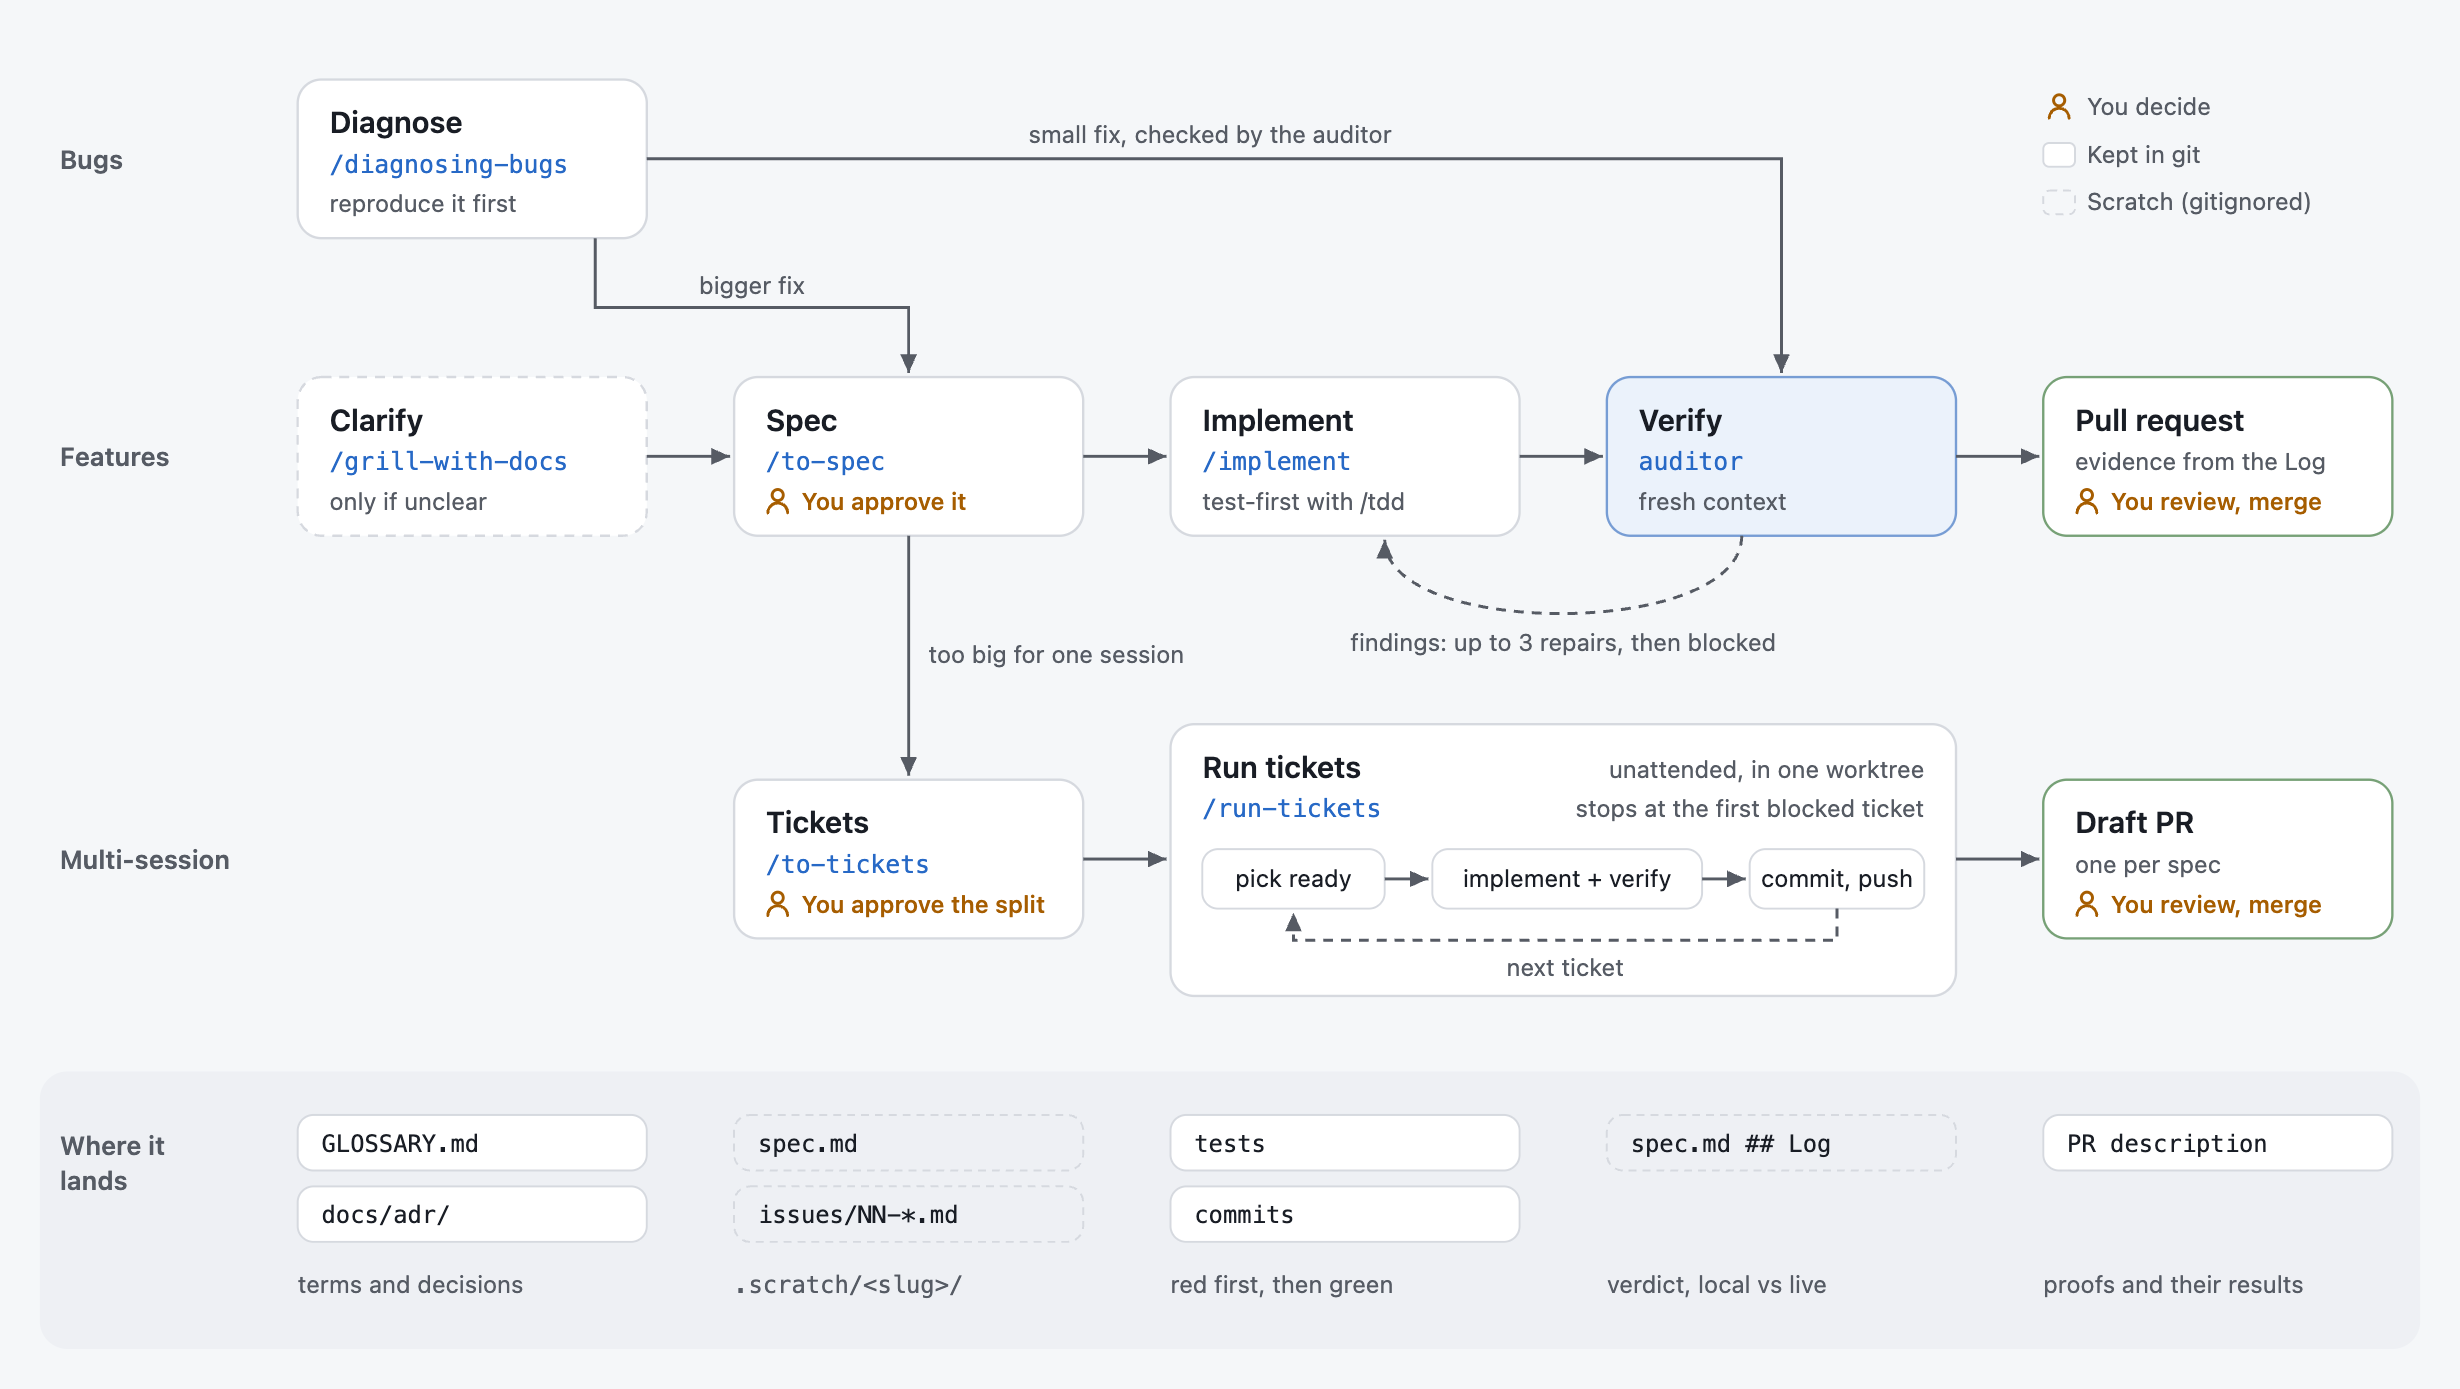 Bugs
Diagnose
/diagnosing-bugs
reproduce it first
small fix, checked by the auditor
You decide
Kept in git
Scratch (gitignored)
bigger fix
Features
Clarify
/grill-with-docs
only if unclear
Spec
/to-spec
You approve it
Implement
/implement
test-first with /tdd
Verify
auditor
fresh context
Pull request
evidence from the Log
You review, merge
findings: up to 3 repairs, then blocked
too big for one session
Multi-session
Tickets
/to-tickets
You approve the split
Run tickets
/run-tickets
unattended, in one worktree
stops at the first blocked ticket
pick ready
implement + verify
commit, push
next ticket
Draft PR
one per spec
You review, merge
Where it
lands
GLOSSARY.md
docs/adr/
terms and decisions
spec.md
issues/NN-*.md
.scratch/<slug>/
tests
commits
red first, then green
spec.md ## Log
verdict, local vs live
PR description
proofs and their results